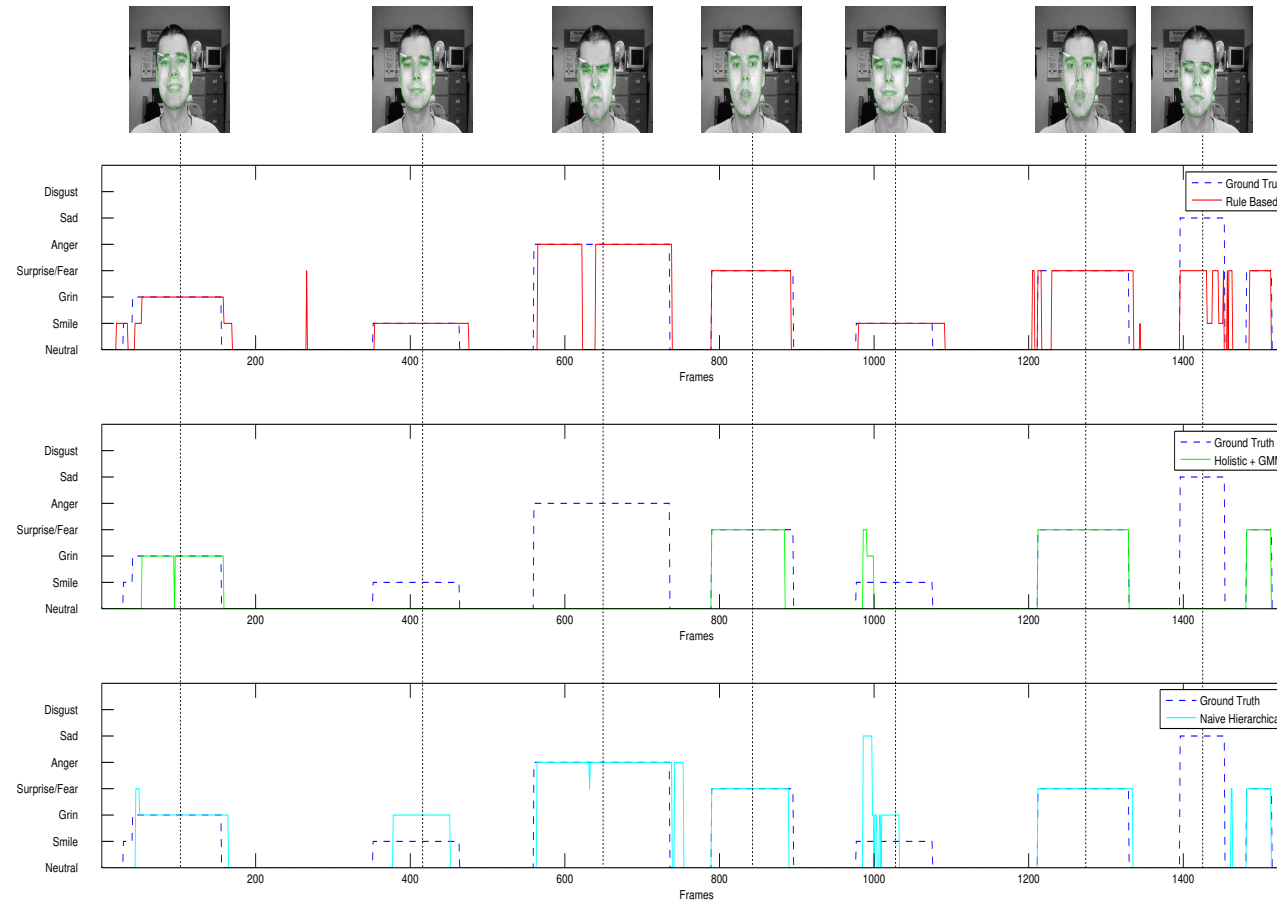 Disgust
Sad
Anger
Surprise/Fear
Grin
Smile
Neutral
Ground Tru
Rule Based
200 400 600 800 1000 1200 1400
Frames
Disgust
Sad
Anger
Surprise/Fear
Grin
Smile
Neutral
Ground Truth
Holistic + GMM
200 400 600 800 1000 1200 1400
Frames
Disgust
Sad
Anger
Surprise/Fear
Grin
Smile
Neutral
Ground Truth
Naive Hierarchica
200 400 600 800 1000 1200 1400
Frames